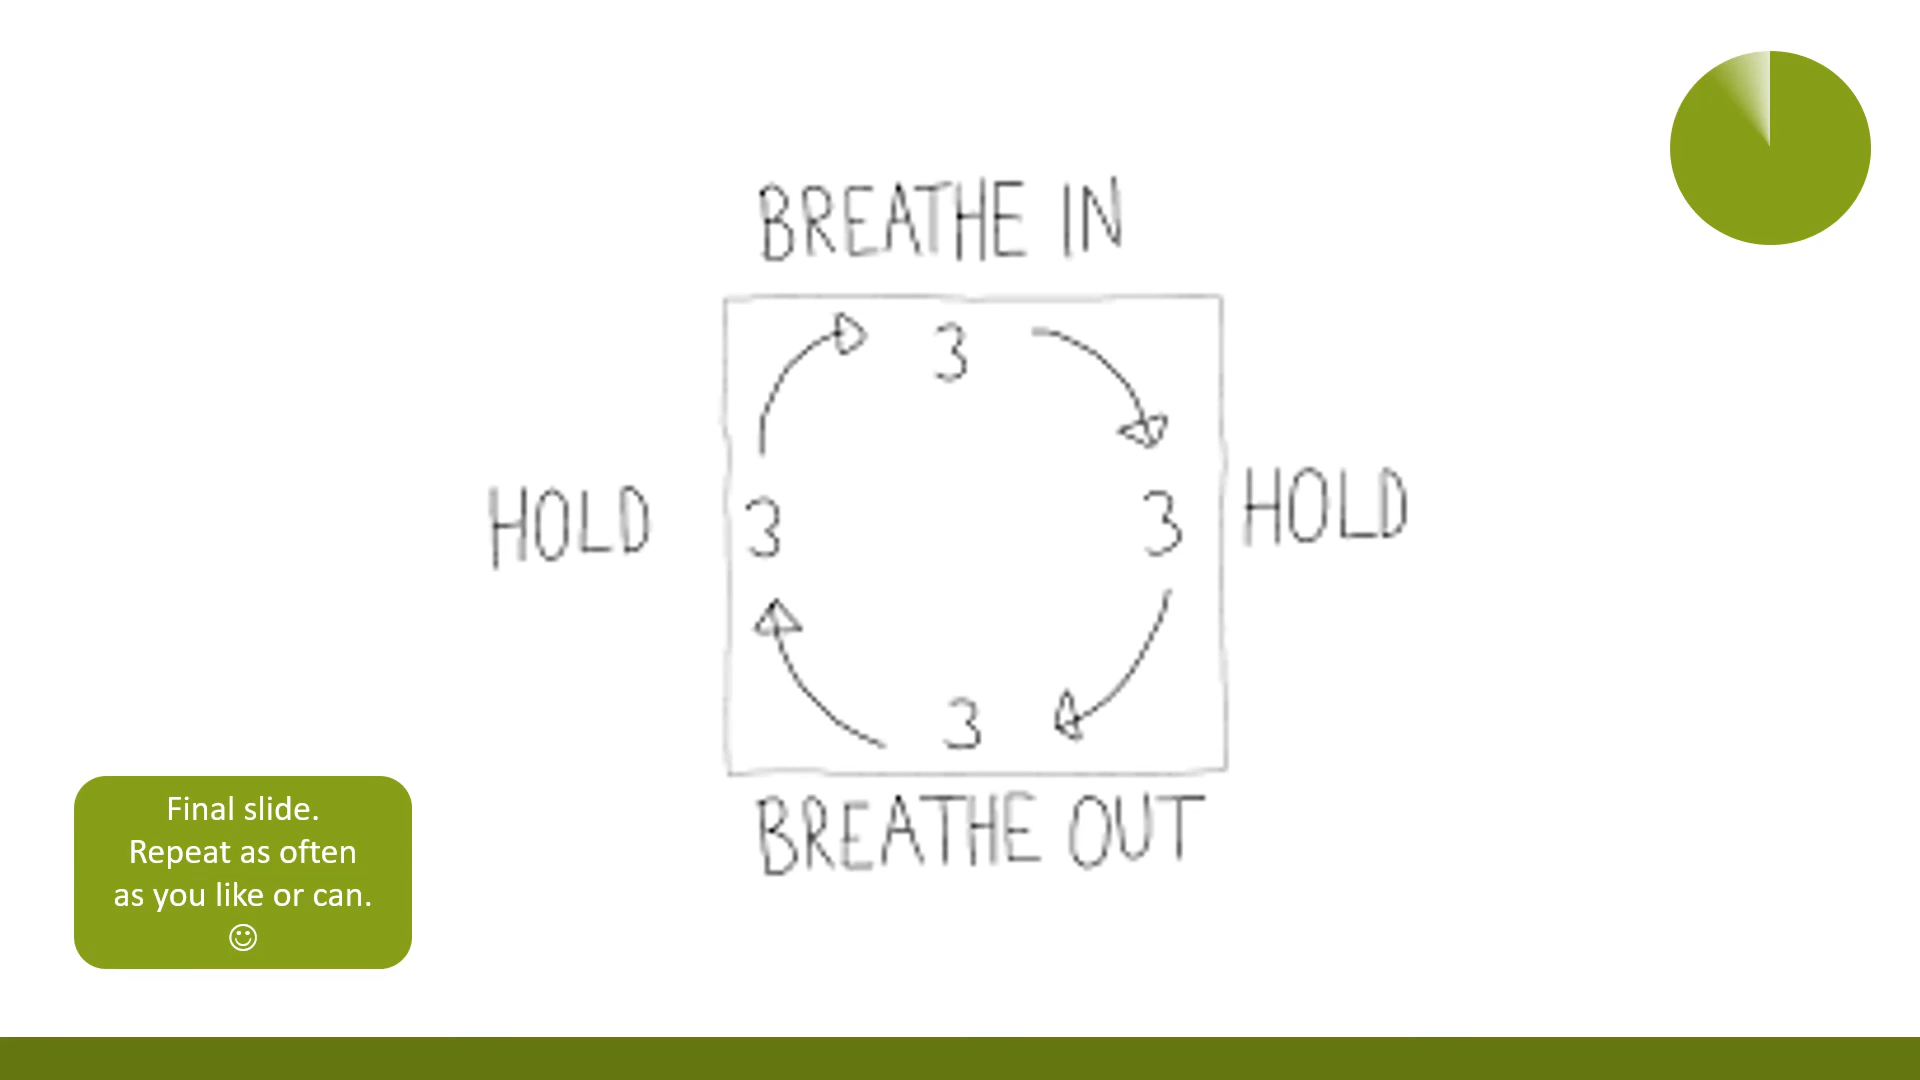 BREATHE IN
3
HOLD
3
3
HOLD
3
BREATHE OUT
Final slide.
Repeat as often
as you like or can.
☺